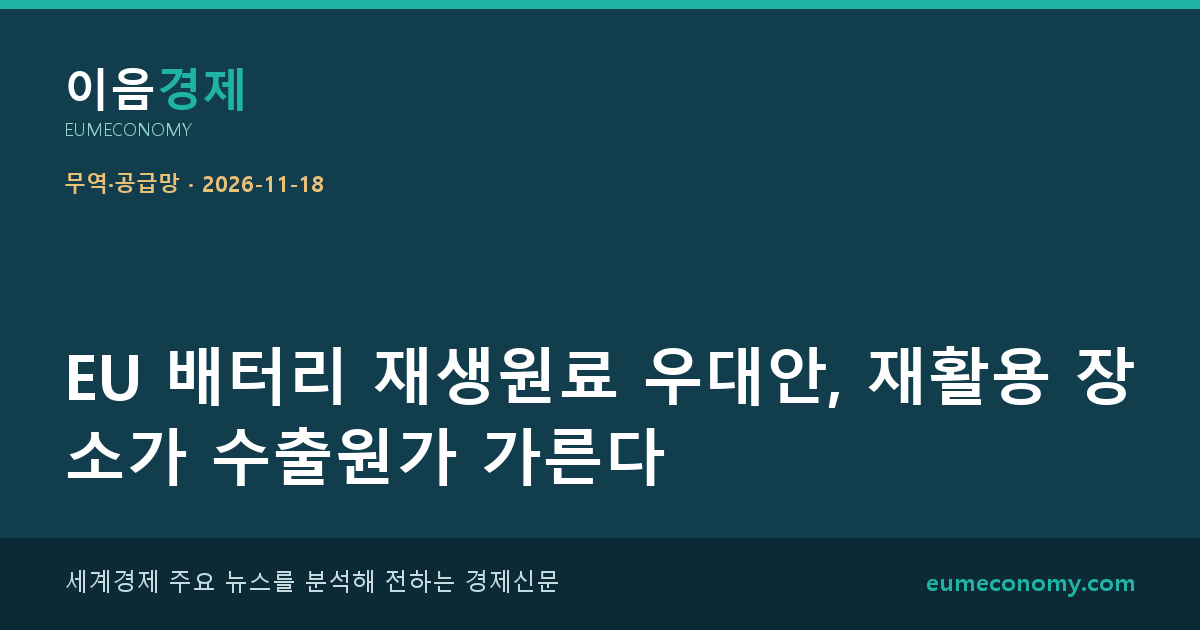 이음경제
EUMECONOMY
무역·공급망 · 2026-11-18
EU 배터리 재생원료 우대안, 재활용 장
소가 수출원가 가른다
세계경제 주요 뉴스를 분석해 전하는 경제신문
eumeconomy.com